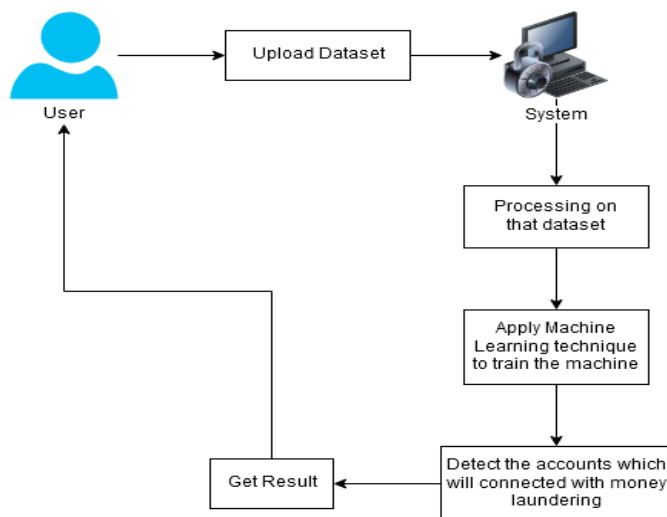 Upload Dataset
User
System
Processing on
that dataset
Apply Machine
Learning technique
to train the machine
Detect the accounts which
will connected with money
laundering
Get Result